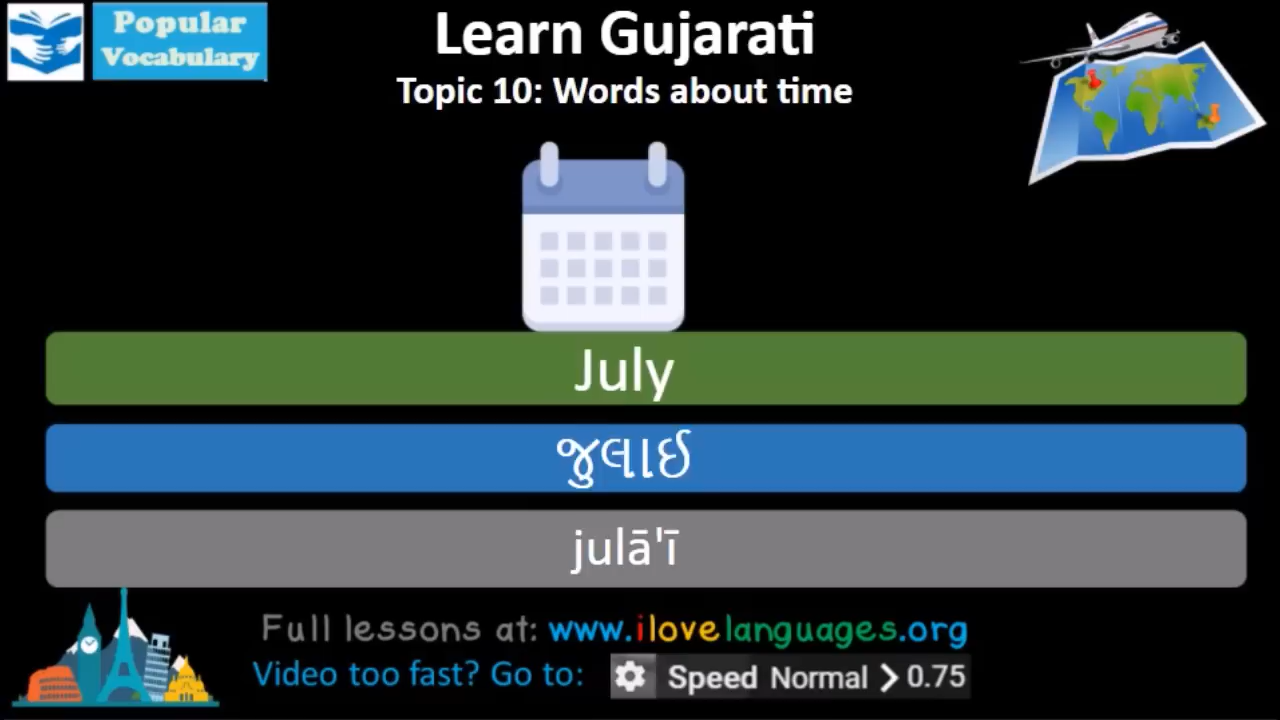 Popular
Vocabulary
Learn Gujarati
Topic 10: Words about time
July
જુલાઈ
julā'ī
Full lessons at: www.ilovelanguages.org
Video too fast? Go to: Speed Normal > 0.75